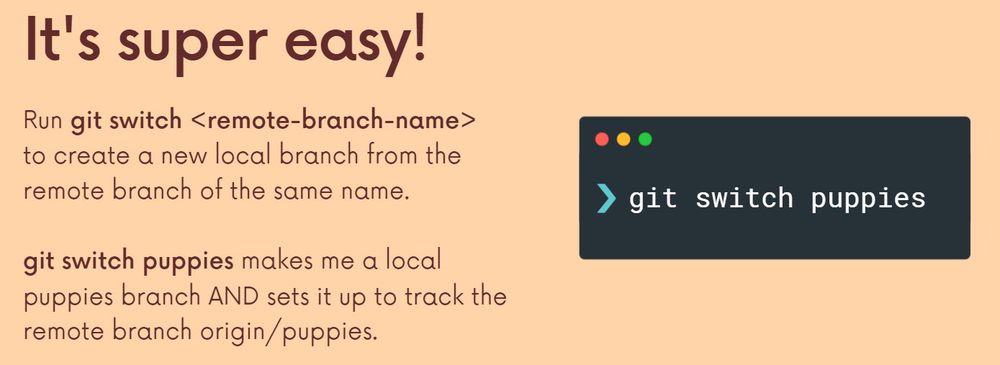 It's super easy!
Run git switch <remote-branch-name>
to create a new local branch from the
remote branch of the same name.
git switch puppies makes me a local
puppies branch AND sets it up to track the
remote branch origin/puppies.
❯ git switch puppies